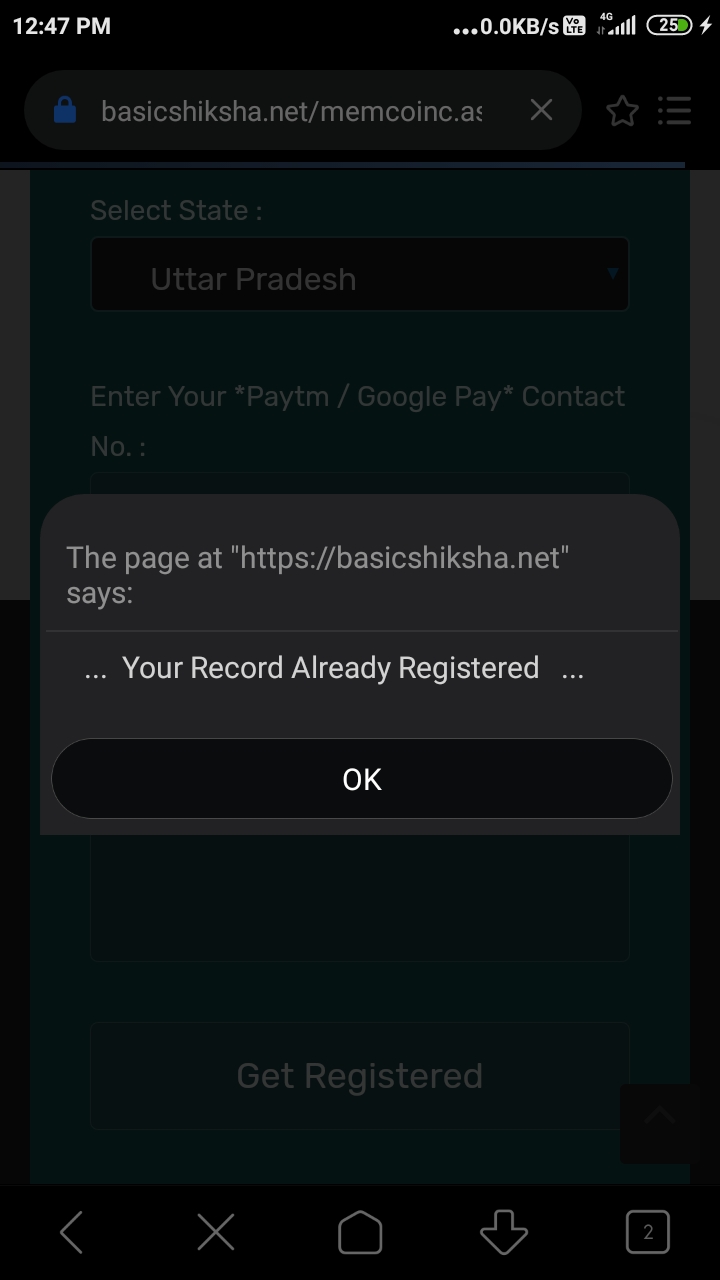 12:47 PM
...0.0KB/s Vo LTE 4G 25
basicshiksha.net/memcoinc.as
Select State :
Uttar Pradesh
Enter Your *Paytm / Google Pay* Contact
No. :
The page at "https://basicshiksha.net"
says:
... Your Record Already Registered ...
OK
Get Registered
2